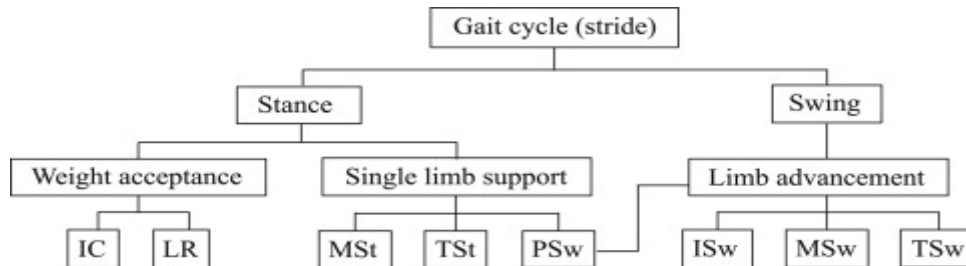 Gait cycle (stride)
Stance
Swing
Weight acceptance
Single limb support
Limb advancement
IC
LR
MSt
TSt
PSw
ISw
MSw
TSw